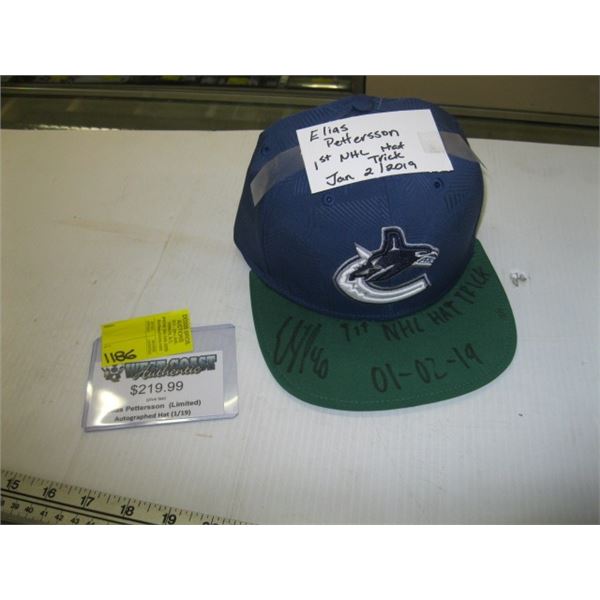 Elias
Pettersson
1st NHL Hat
Trick
Jan 2/2019
1st NHL HAT TRICK
01-02-19
40
1186
WEST COAST
Authentic
$219.99
(plus tax)
Pettersson (Limited)
Autographed Hat (1/19)
15 16 17 18 19